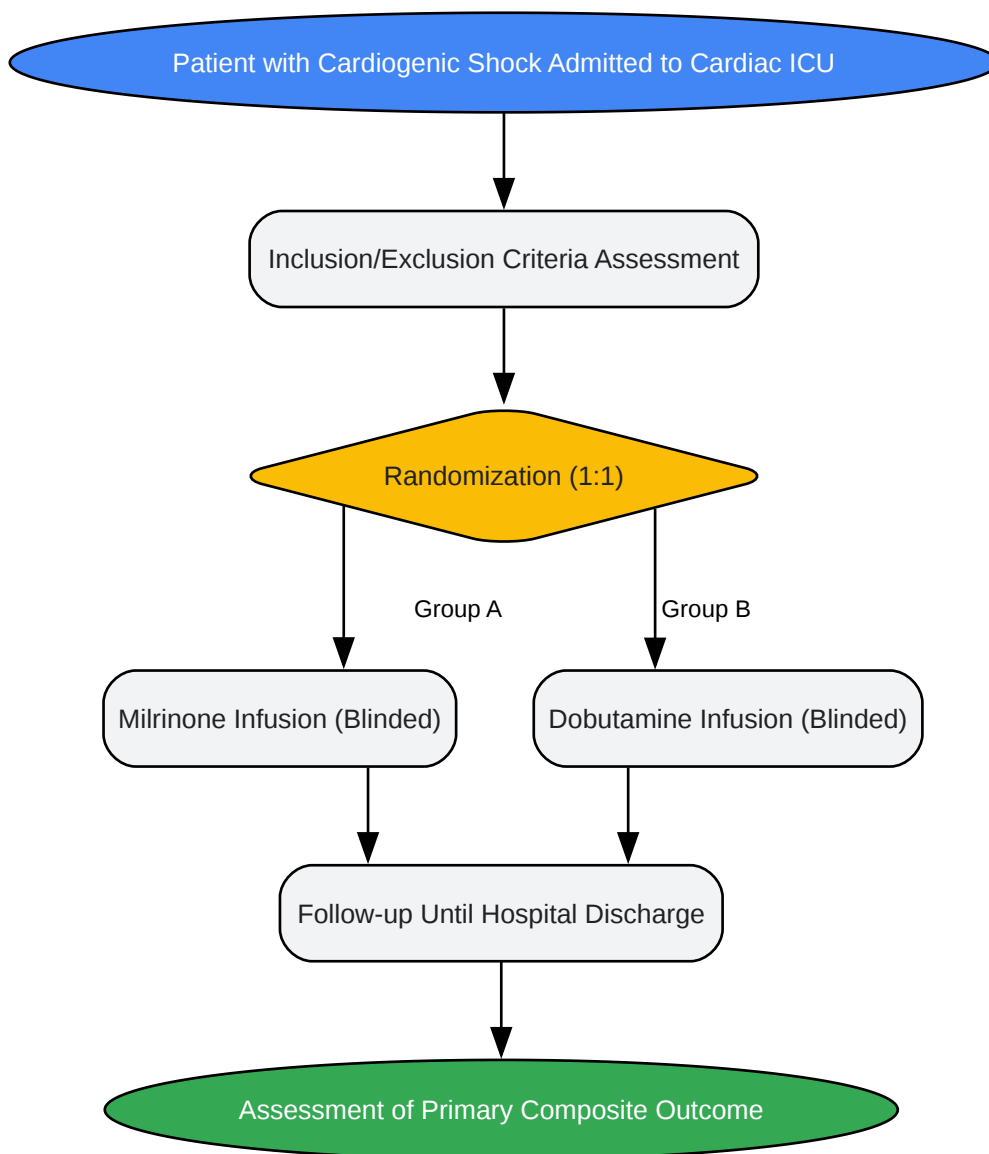 Patient with Cardiogenic Shock Admitted to Cardiac ICU
Inclusion/Exclusion Criteria Assessment
Randomization (1:1)
Group A
Group B
Milrinone Infusion (Blinded)
Dobutamine Infusion (Blinded)
Follow-up Until Hospital Discharge
Assessment of Primary Composite Outcome